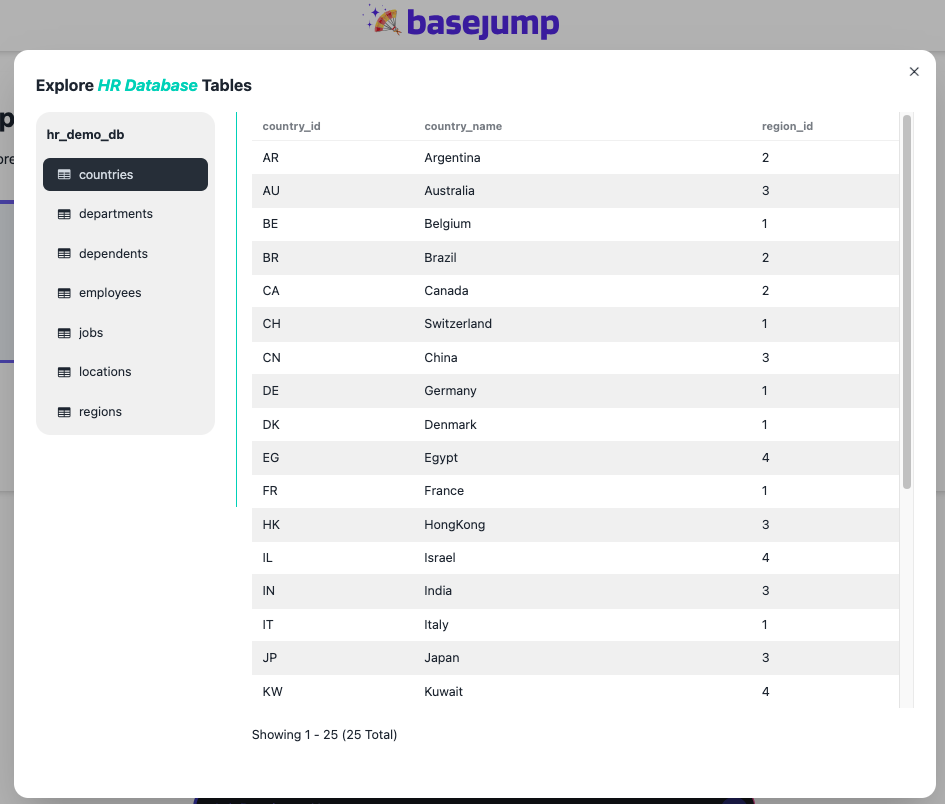 basejump
Explore HR Database Tables
hr_demo_db
countries
departments
dependents
employees
jobs
locations
regions
country_id country_name region_id
AR Argentina 2
AU Australia 3
BE Belgium 1
BR Brazil 2
CA Canada 2
CH Switzerland 1
CN China 3
DE Germany 1
DK Denmark 1
EG Egypt 4
FR France 1
HK HongKong 3
IL Israel 4
IN India 3
IT Italy 1
JP Japan 3
KW Kuwait 4
Showing 1 - 25 (25 Total)